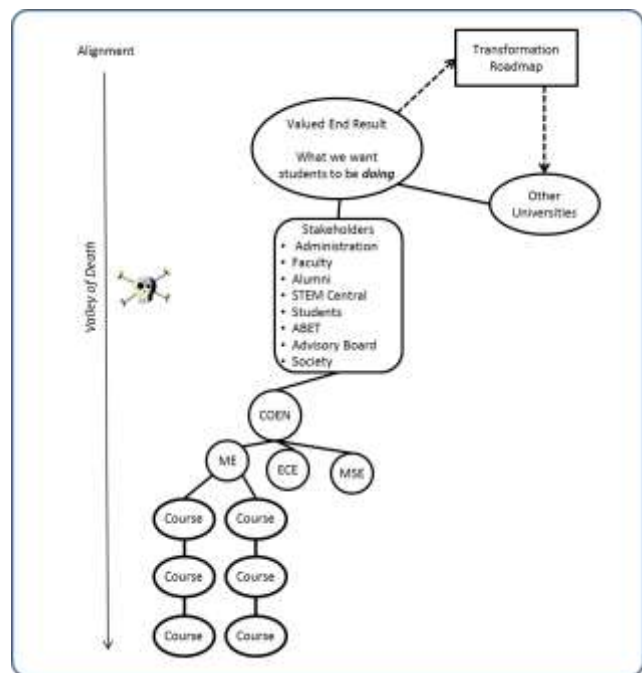 Alignment
Transformation
Roadmap
Valued End Result
What we want
students to be doing
Other
Universities
Stakeholders
• Administration
• Faculty
• Alumni
• STEM Central
• Students
• ABET
• Advisory Board
• Society
Valley of Death
COEN
ME
ECE
MSE
Course
Course
Course
Course
Course
Course